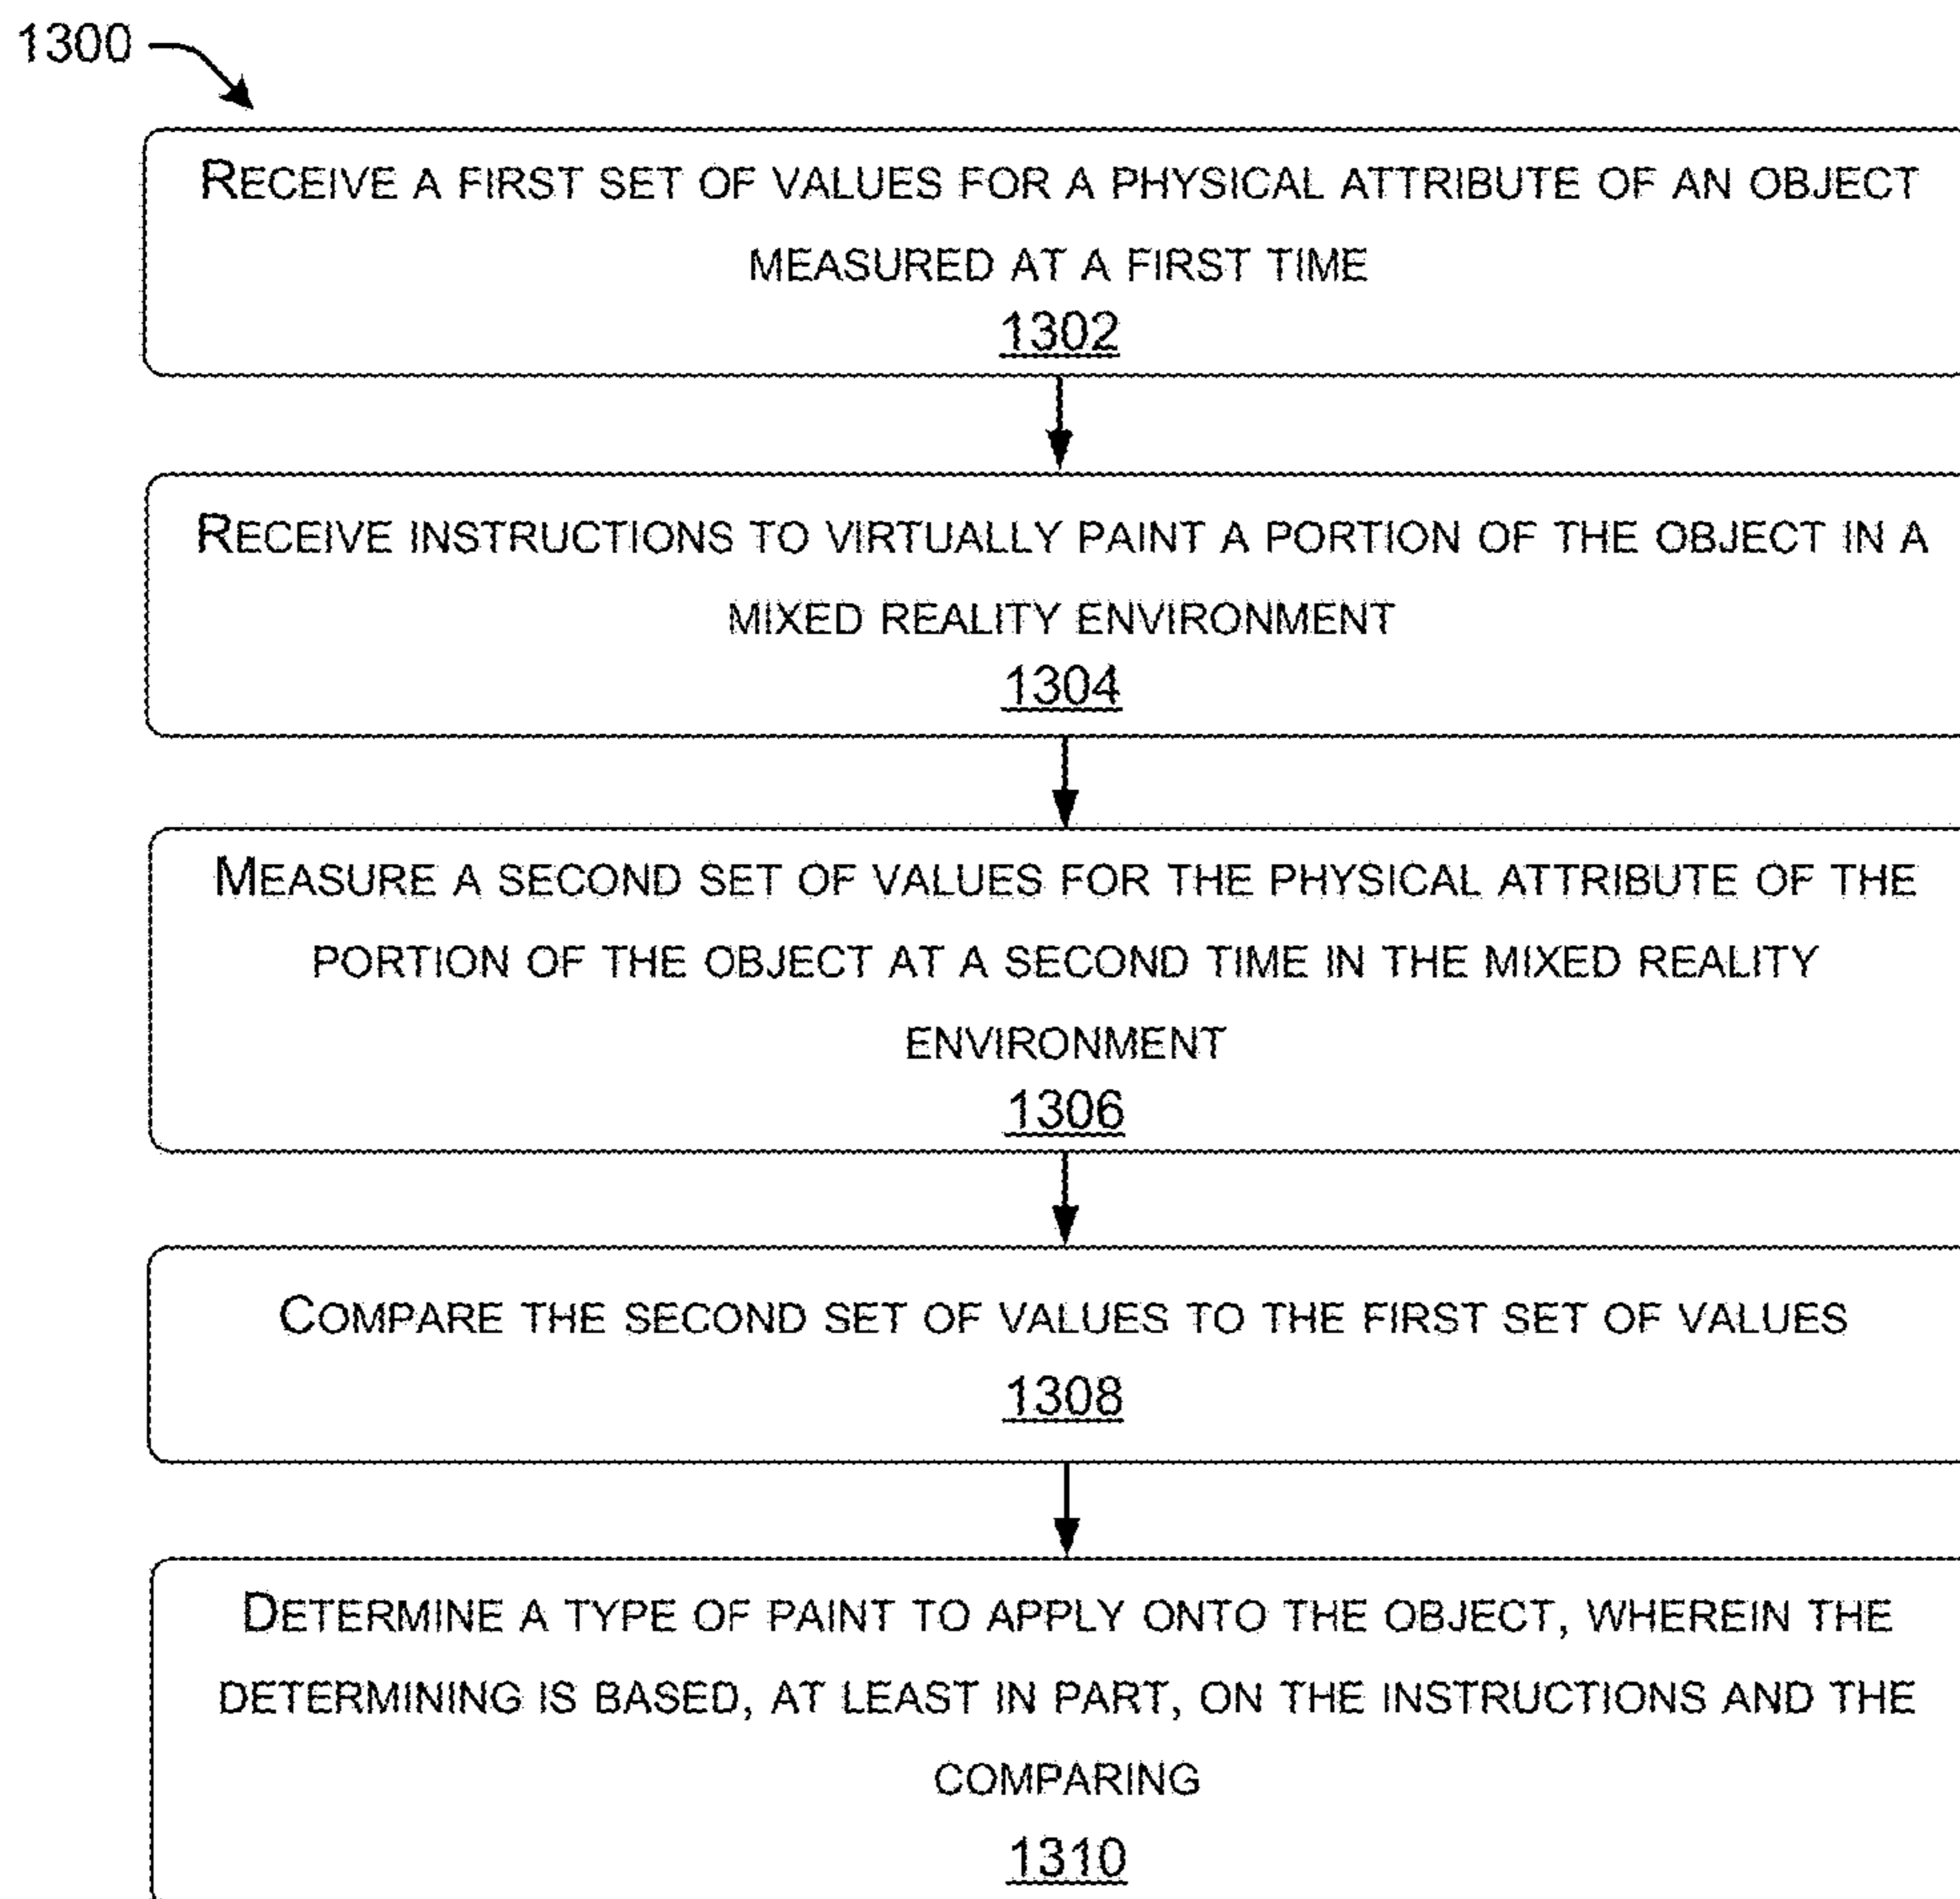 1300
RECEIVE A FIRST SET OF VALUES FOR A PHYSICAL ATTRIBUTE OF AN OBJECT
MEASURED AT A FIRST TIME
1302
RECEIVE INSTRUCTIONS TO VIRTUALLY PAINT A PORTION OF THE OBJECT IN A
MIXED REALITY ENVIRONMENT
1304
MEASURE A SECOND SET OF VALUES FOR THE PHYSICAL ATTRIBUTE OF THE
PORTION OF THE OBJECT AT A SECOND TIME IN THE MIXED REALITY
ENVIRONMENT
1306
COMPARE THE SECOND SET OF VALUES TO THE FIRST SET OF VALUES
1308
DETERMINE A TYPE OF PAINT TO APPLY ONTO THE OBJECT, WHEREIN THE
DETERMINING IS BASED, AT LEAST IN PART, ON THE INSTRUCTIONS AND THE
COMPARING
1310